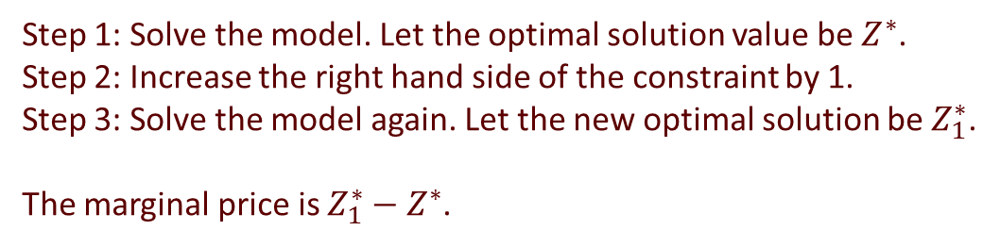 Step 1: Solve the model. Let the optimal solution value be Z*.
Step 2: Increase the right hand side of the constraint by 1.
Step 3: Solve the model again. Let the new optimal solution be Z₁*.
The marginal price is Z₁* − Z*.